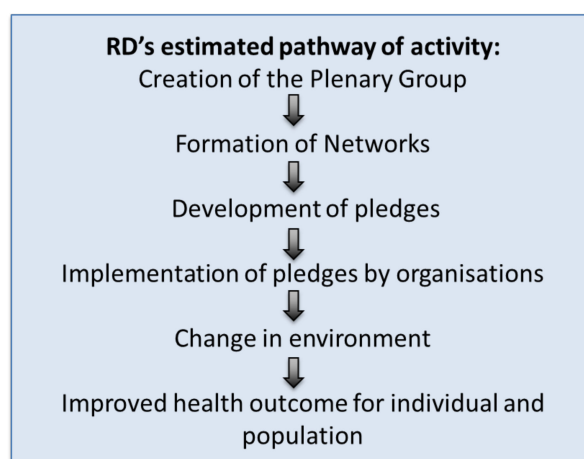 RD’s estimated pathway of activity:
Creation of the Plenary Group
Formation of Networks
Development of pledges
Implementation of pledges by organisations
Change in environment
Improved health outcome for individual and
population